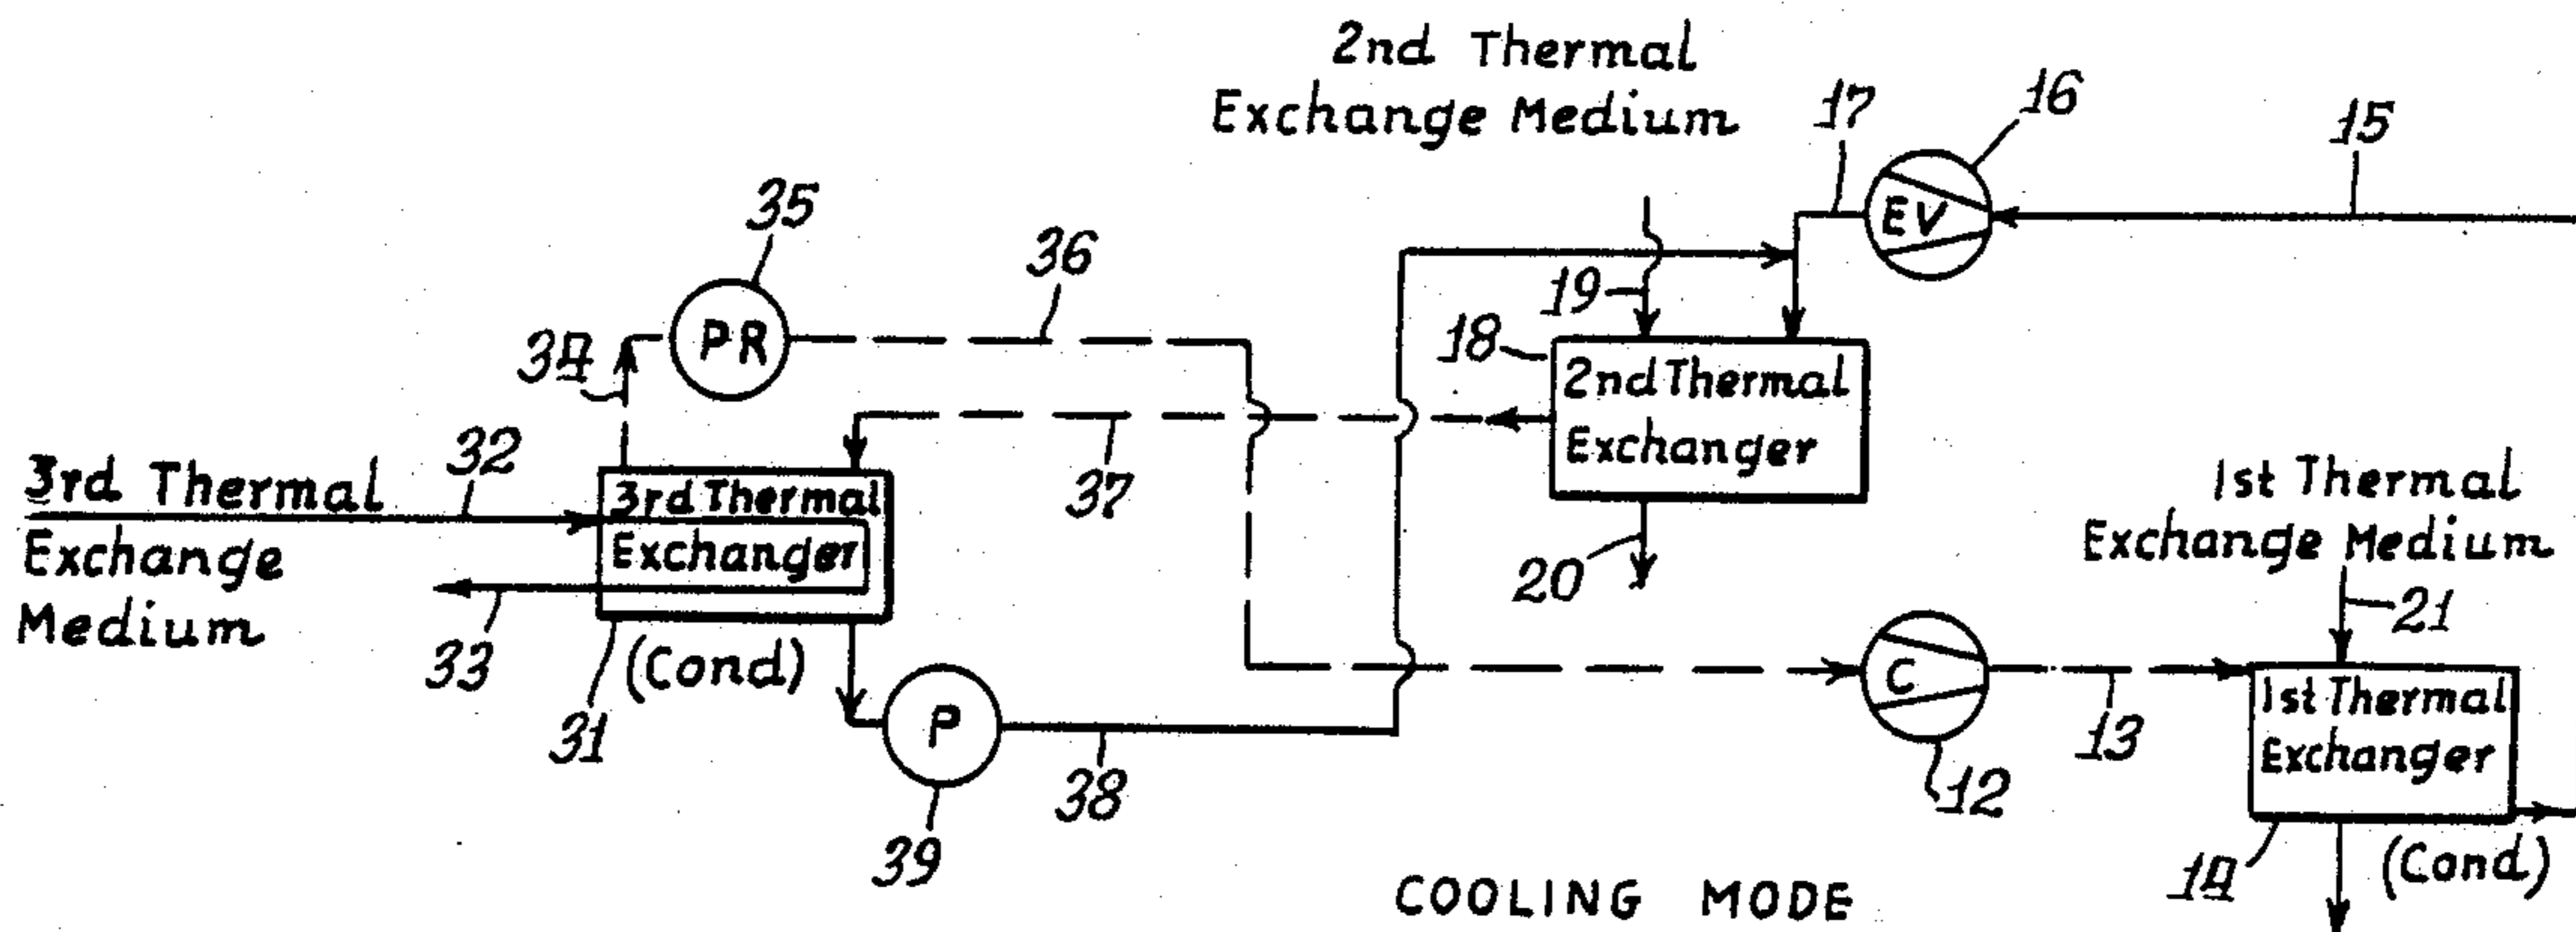 2nd Thermal
Exchange Medium
17
16
15
35
36
EV
PR
34
19
18
2nd Thermal
Exchanger
37
32
3rd Thermal
Exchange
Medium
3rd Thermal
Exchanger
33
31
(Cond)
P
38
39
20
1st Thermal
Exchange Medium
21
C
12
13
1st Thermal
Exchanger
14
(Cond)
COOLING MODE